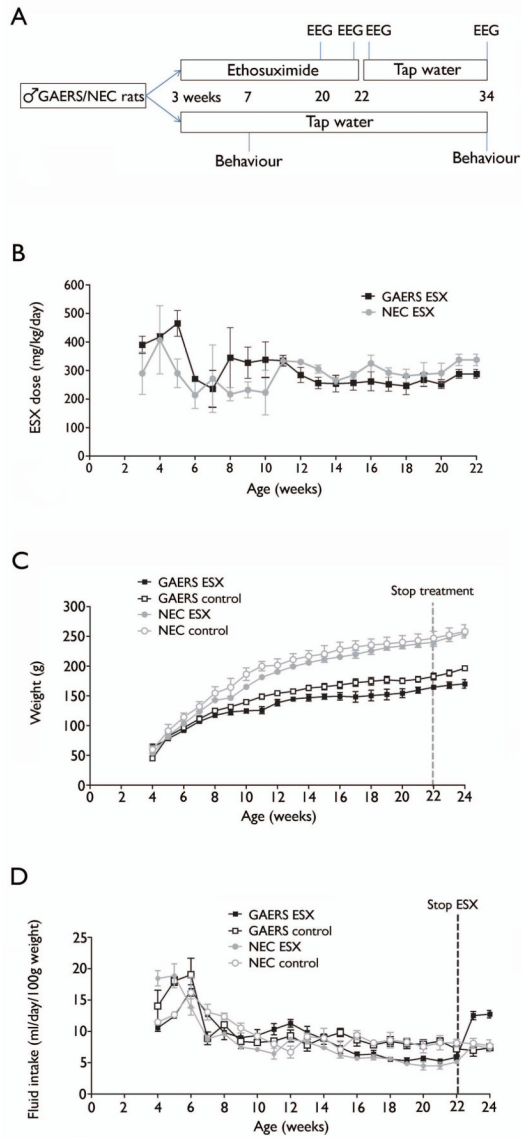 A
EEG EEG EEG EEG
Ethosuximide Tap water
♂GAERS/NEC rats
3 weeks 7 20 22 34
Tap water
Behaviour Behaviour
B
600
500
400
300
200
100
0
ESX dose (mg/kg/day)
GAERS ESX
NEC ESX
0 2 4 6 8 10 12 14 16 18 20 22
Age (weeks)
C
GAERS ESX
GAERS control
NEC ESX
NEC control
Stop treatment
300
250
200
150
100
50
0
Weight (g)
0 2 4 6 8 10 12 14 16 18 20 22 24
Age (weeks)
D
GAERS ESX
GAERS control
NEC ESX
NEC control
Stop ESX
25
20
15
10
5
0
Fluid intake (ml/day/100g weight)
0 2 4 6 8 10 12 14 16 18 20 22 24
Age (weeks)